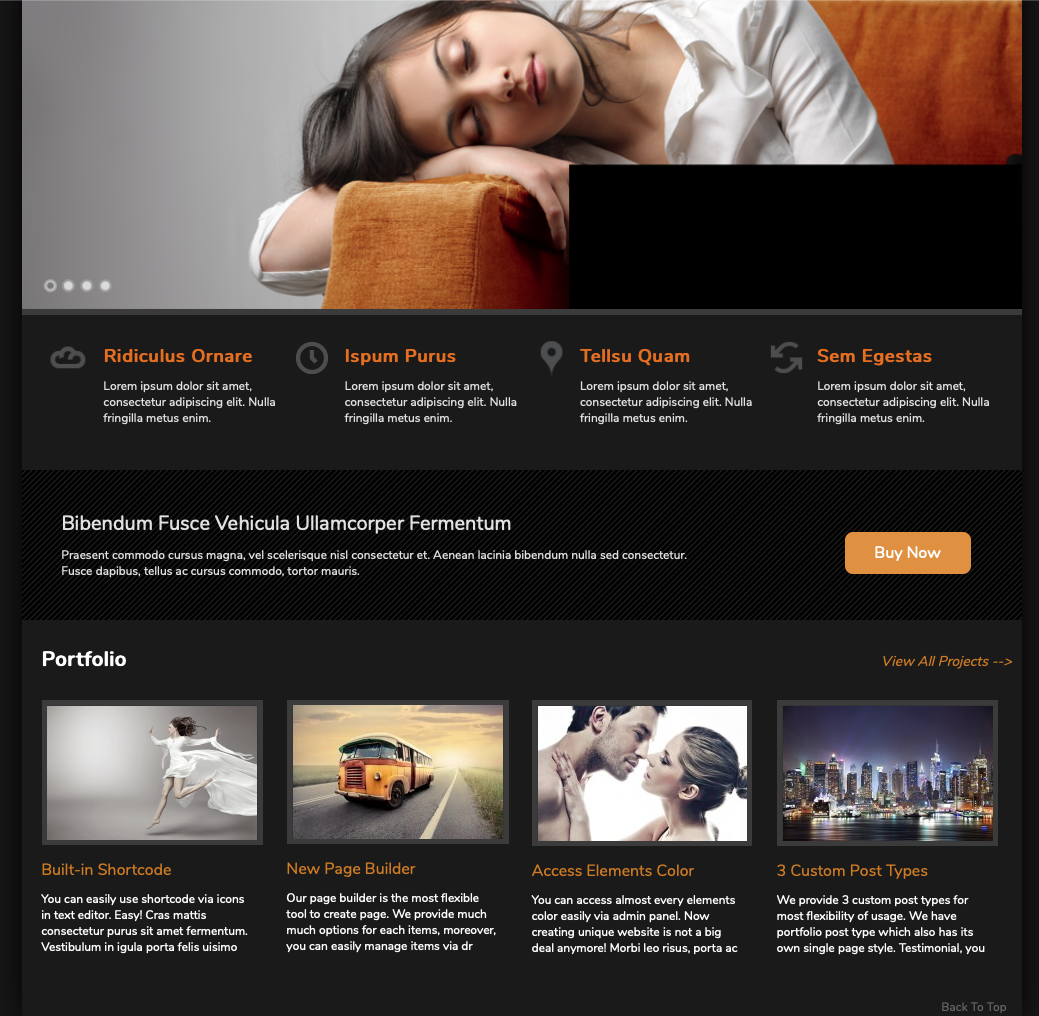 Ridiculus Ornare
Lorem ipsum dolor sit amet,
consectetur adipiscing elit. Nulla
fringilla metus enim.
Ispum Purus
Lorem ipsum dolor sit amet,
consectetur adipiscing elit. Nulla
fringilla metus enim.
Tellsu Quam
Lorem ipsum dolor sit amet,
consectetur adipiscing elit. Nulla
fringilla metus enim.
Sem Egestas
Lorem ipsum dolor sit amet,
consectetur adipiscing elit. Nulla
fringilla metus enim.
Bibendum Fusce Vehicula Ullamcorper Fermentum
Praesent commodo cursus magna, vel scelerisque nisl consectetur et. Aenean lacinia bibendum nulla sed consectetur.
Fusce dapibus, tellus ac cursus commodo, tortor mauris.
Buy Now
Portfolio
View All Projects -->
Built-in Shortcode
You can easily use shortcode via icons
in text editor. Easy! Cras mattis
consectetur purus sit amet fermentum.
Vestibulum in igula porta felis uisimo
New Page Builder
Our page builder is the most flexible
tool to create page. We provide much
much options for each items, moreover,
you can easily manage items via dr
Access Elements Color
You can access almost every elements
color easily via admin panel. Now
creating unique website is not a big
deal anymore! Morbi leo risus, porta ac
3 Custom Post Types
We provide 3 custom post types for
most flexibility of usage. We have
portfolio post type which also has its
own single page style. Testimonial, you
Back To Top